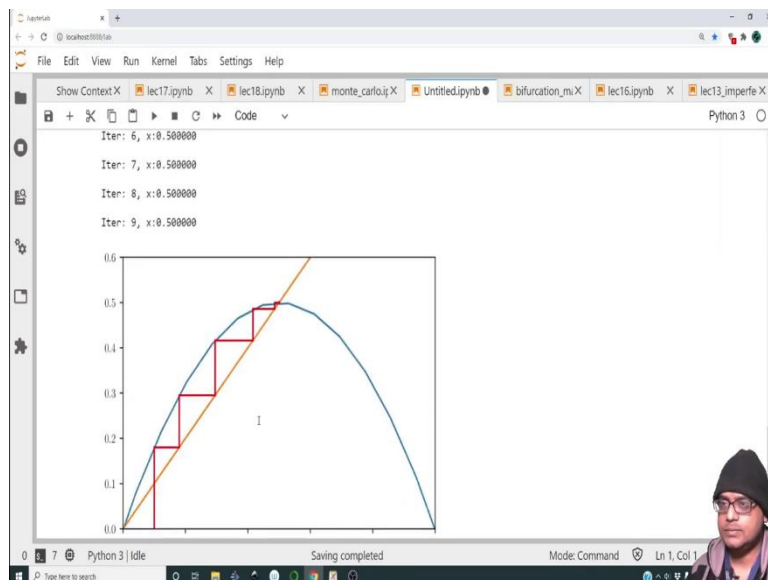 JupyterLab
localhost:8888/lab
File Edit View Run Kernel Tabs Settings Help
Show Context X lec17.ipynb X lec18.ipynb X monte_carlo.ip X Untitled.ipynb bifurcation_m X lec16.ipynb X lec13_imperfe X
Code Python 3
Iter: 6, x:0.500000
Iter: 7, x:0.500000
Iter: 8, x:0.500000
Iter: 9, x:0.500000
0.6
0.5
0.4
0.3
0.2
0.1
0.0
0 7 Python 3 | Idle Saving completed Mode: Command Ln 1, Col 1
Type here to search